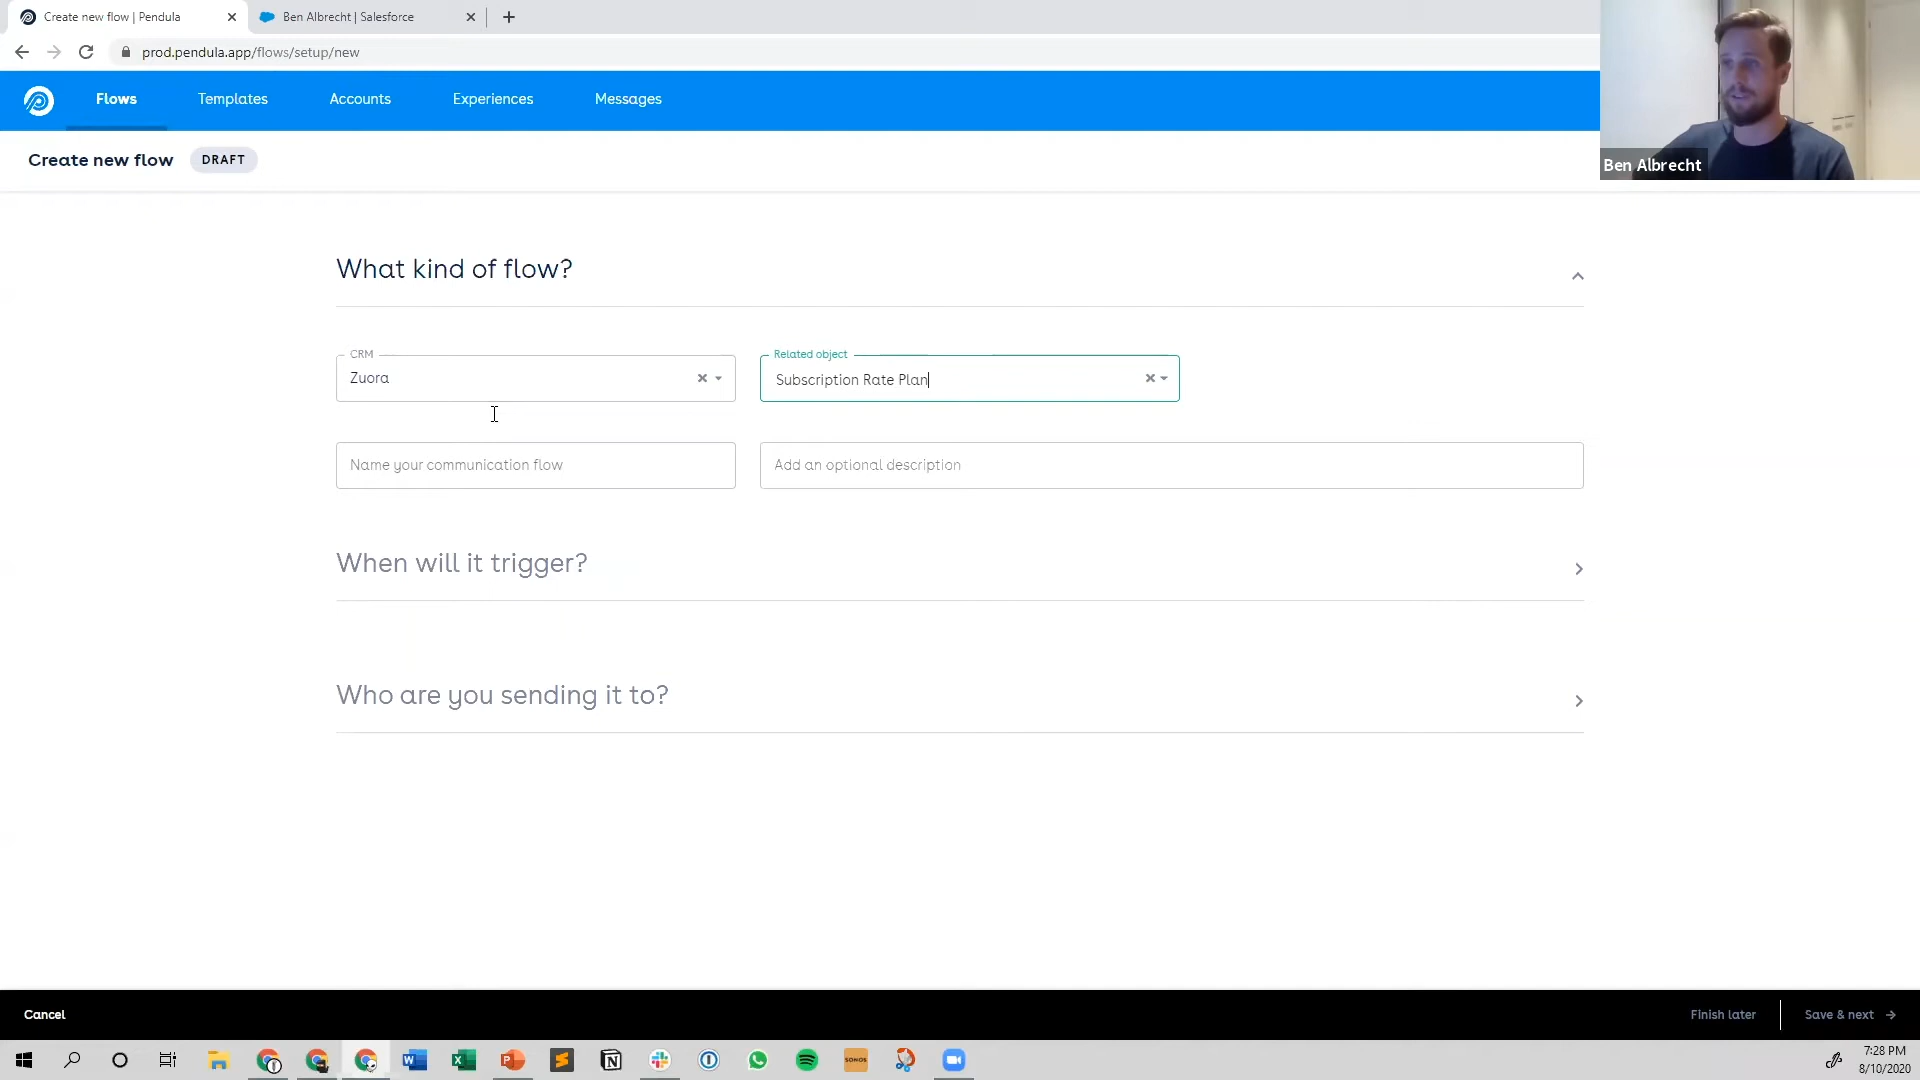 Create new flow | Pendula
Ben Albrecht | Salesforce
prod.pendula.app/flows/setup/new
Flows
Templates
Accounts
Experiences
Messages
Ben Albrecht
Create new flow
DRAFT
What kind of flow?
CRM
Zuora
Related object
Subscription Rate Plan
Name your communication flow
Add an optional description
When will it trigger?
Who are you sending it to?
Cancel
Finish later
Save & next
SONOS
7:28 PM
8/10/2020